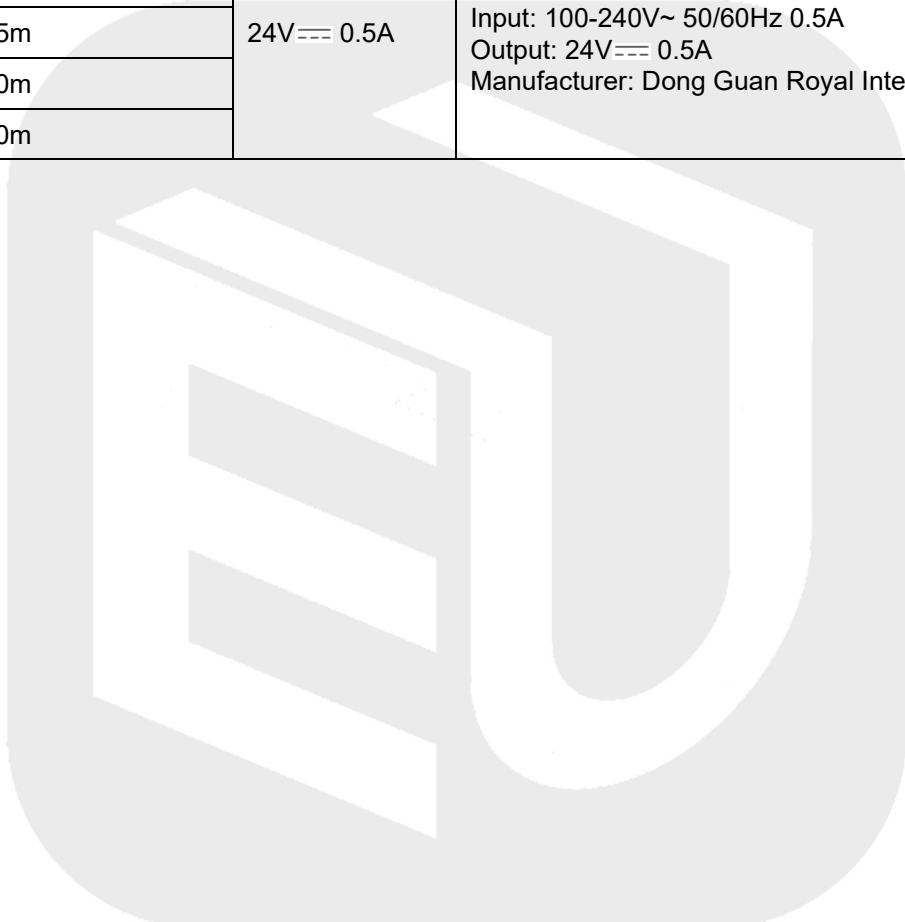 5m
24V⎓ 0.5A
Input: 100-240V~ 50/60Hz 0.5A
Output: 24V⎓ 0.5A
Manufacturer: Dong Guan Royal Inte
0m
0m
EU